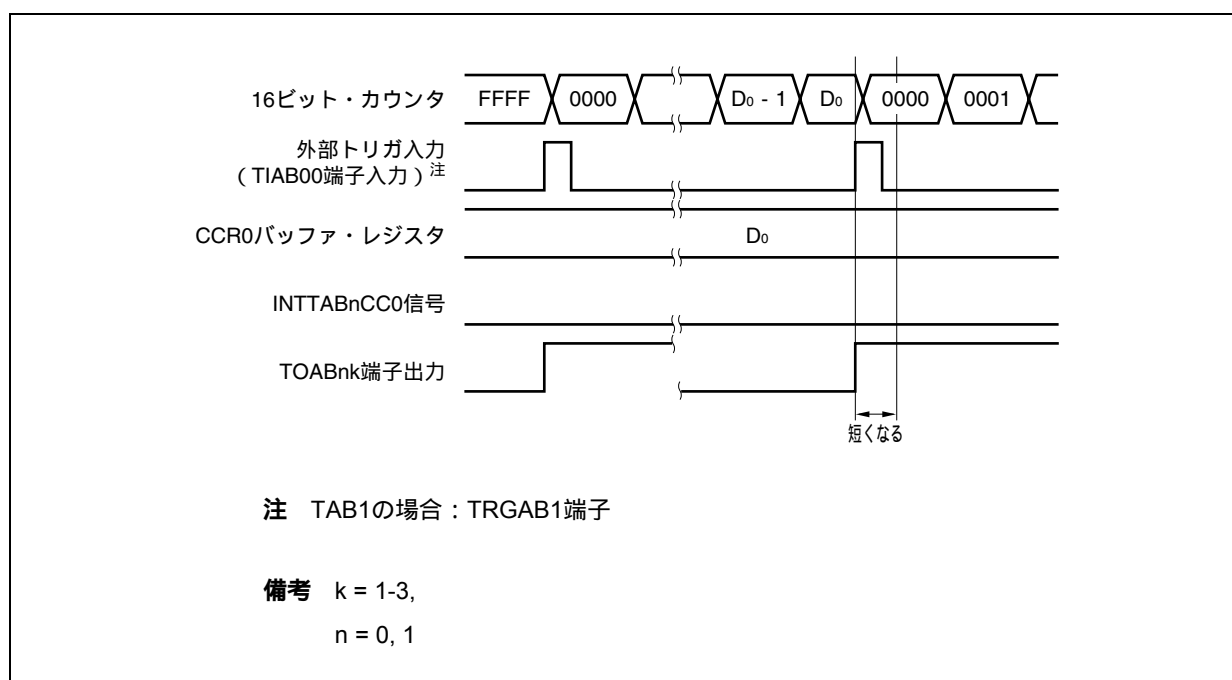 16ビット・カウンタ FFFF 0000 D0 - 1 D0 0000 0001
外部トリガ入力
（TIAB00端子入力）注
CCR0バッファ・レジスタ D0
INTTABnCC0信号
TOABnk端子出力
短くなる
注 TAB1の場合：TRGAB1端子
備考 k = 1-3,
n = 0, 1